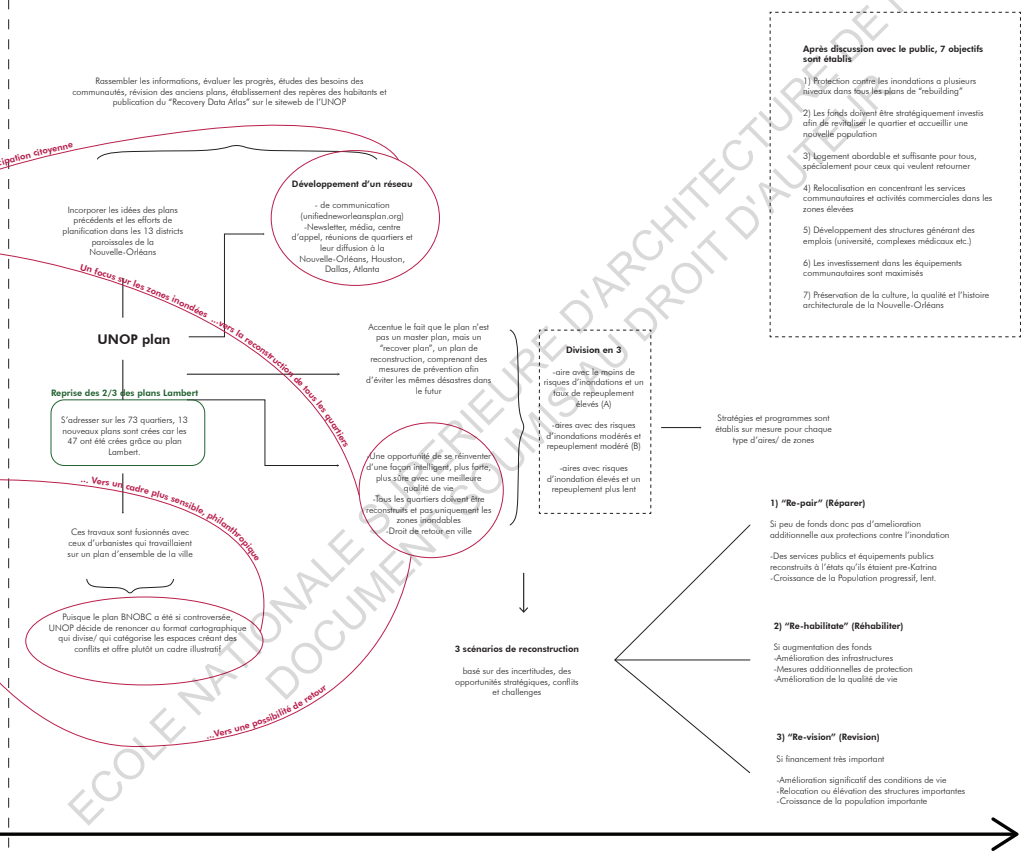 Après discussion avec le public, 7 objectifs
sont établis
1) Protection contre les inondations a plusieurs
niveaux dans tous les plans de "rebuilding"
2) Les fonds doivent être stratégiquement investis
afin de revitaliser le quartier et accueillir une
nouvelle population
3) Logement abordable et suffisante pour tous,
spécialement pour ceux qui veulent retourner
4) Relocalisation en concentrant les services
communautaires et activités commerciales dans les
zones élevées
5) Développement des structures générant des
emplois (université, complexes médicaux etc.)
6) Les investissement dans les équipements
communautaires sont maximisés
7) Préservation de la culture, la qualité et l'histoire
architecturale de la Nouvelle-Orléans
Rassembler les informations, évaluer les progrès, études des besoins des
communautés, révision des anciens plans, établissement des repères des habitants et
publication du "Recovery Data Atlas" sur le siteweb de l'UNOP
cipation citoyenne
Développement d'un réseau
- de communication
(unifiedneworleansplan.org)
-Newsletter, média, centre
d'appel, réunions de quartiers et
leur diffusion à la
Nouvelle-Orléans, Houston,
Dallas, Atlanta
Incorporer les idées des plans
précédents et les efforts de
planification dans les 13 districts
paroissales de la
Nouvelle-Orléans
Un focus sur les zones inondées ...vers la reconstruction de tous les quartiers
UNOP plan
Accentue le fait que le plan n'est
pas un master plan, mais un
"recover plan", un plan de
reconstruction, comprenant des
mesures de prévention afin
d'éviter les mêmes désastres dans
le futur
Division en 3
-aire avec le moins de
risques d'inondations et un
taux de repeuplement
élevés (A)
-aires avec des risques
d'inondations modérés et
repeuplement modéré (B)
-aires avec risques
d'inondation élevés et un
repeuplement plus lent
Stratégies et programmes sont
établis sur mesure pour chaque
type d'aires/ de zones
Reprise des 2/3 des plans Lambert
S'adresser sur les 73 quartiers, 13
nouveaux plans sont crées car les
47 ont été crées grâce au plan
Lambert.
-Une opportunité de se réinventer
d'une façon intelligent, plus forte,
plus sûre avec une meilleure
qualité de vie
-Tous les quartiers doivent être
reconstruits et pas uniquement les
zones inondables
-Droit de retour en ville
... Vers un cadre plus sensible, philanthropique
Ces travaux sont fusionnés avec
ceux d'urbanistes qui travaillaient
sur un plan d'ensemble de la ville
Puisque le plan BNOBC a été si controversée,
UNOP décide de renoncer au format cartographique
qui divise/ qui catégorise les espaces créant des
conflits et offre plutôt un cadre illustratif
...Vers une possibilité de retour
3 scénarios de reconstruction
basé sur des incertitudes, des
opportunités stratégiques, conflits
et challenges
1) "Re-pair" (Réparer)
Si peu de fonds donc pas d'amelioration
additionnelle aux protections contre l'inondation
-Des services publics et équipements publics
reconstruits à l'états qu'ils étaient pre-Katrina
-Croissance de la Population progressif, lent.
2) "Re-habilitate" (Réhabiliter)
Si augmentation des fonds
-Amélioration des infrastructures
-Mesures additionnelles de protection
-Amélioration de la qualité de vie
3) "Re-vision" (Revision)
Si financement très important
-Amélioration significatif des conditions de vie
-Relocation ou élévation des structures importantes
-Croissance de la population importante
ECOLE NATIONALE SUPERIEURE D'ARCHITECTURE DE
DOCUMENT SOUMIS AU DROIT D'AUTEUR